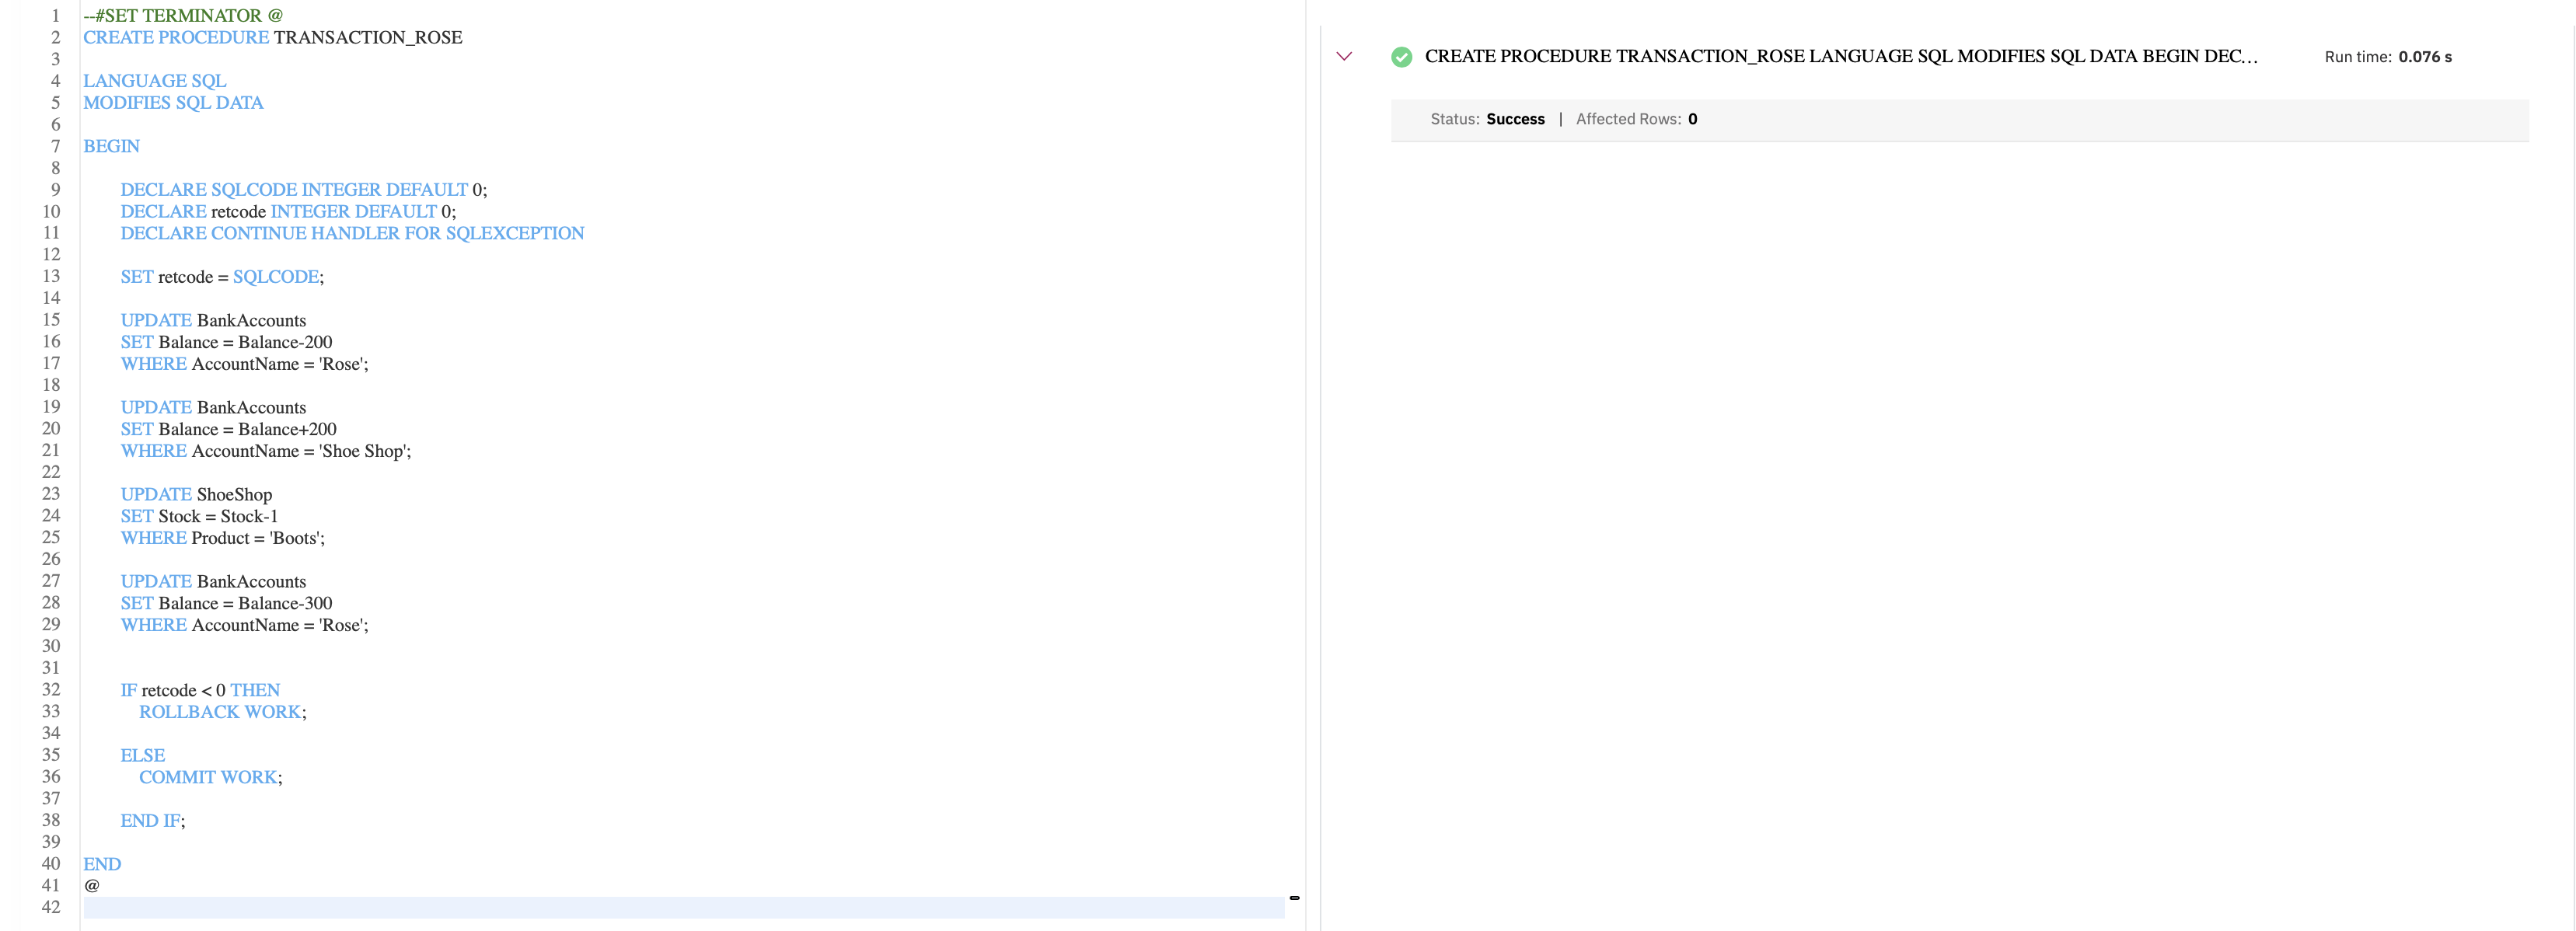 1 --#SET TERMINATOR @
2 CREATE PROCEDURE TRANSACTION_ROSE
3
4 LANGUAGE SQL
5 MODIFIES SQL DATA
6
7 BEGIN
8
9 DECLARE SQLCODE INTEGER DEFAULT 0;
10 DECLARE retcode INTEGER DEFAULT 0;
11 DECLARE CONTINUE HANDLER FOR SQLEXCEPTION
12
13 SET retcode = SQLCODE;
14
15 UPDATE BankAccounts
16 SET Balance = Balance-200
17 WHERE AccountName = 'Rose';
18
19 UPDATE BankAccounts
20 SET Balance = Balance+200
21 WHERE AccountName = 'Shoe Shop';
22
23 UPDATE ShoeShop
24 SET Stock = Stock-1
25 WHERE Product = 'Boots';
26
27 UPDATE BankAccounts
28 SET Balance = Balance-300
29 WHERE AccountName = 'Rose';
30
31
32 IF retcode < 0 THEN
33 ROLLBACK WORK;
34
35 ELSE
36 COMMIT WORK;
37
38 END IF;
39
40 END
41 @
42
CREATE PROCEDURE TRANSACTION_ROSE LANGUAGE SQL MODIFIES SQL DATA BEGIN DEC... Run time: 0.076 s
Status: Success | Affected Rows: 0